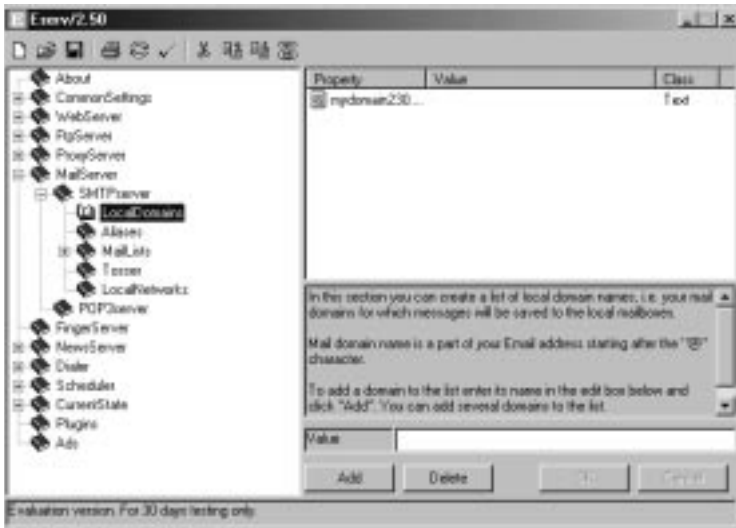 Eserv/2.50
About
CommonSettings
WebServer
FtpServer
ProxyServer
MailServer
SMTPserver
LocalDomains
Aliases
MailLists
Tosser
LocalNetworks
POP3server
FingerServer
NewsServer
Dialer
Scheduler
CurrentState
Plugins
Ads
Property Value Class
mydomain230... Text
In this section you can create a list of local domain names, i.e. your mail
domains for which messages will be saved to the local mailboxes.
Mail domain name is a part of your Email address starting after the "@"
character.
To add a domain to the list enter its name in the edit box below and
click "Add". You can add several domains to the list.
Value
Add Delete
Evaluation version. For 30 days testing only.